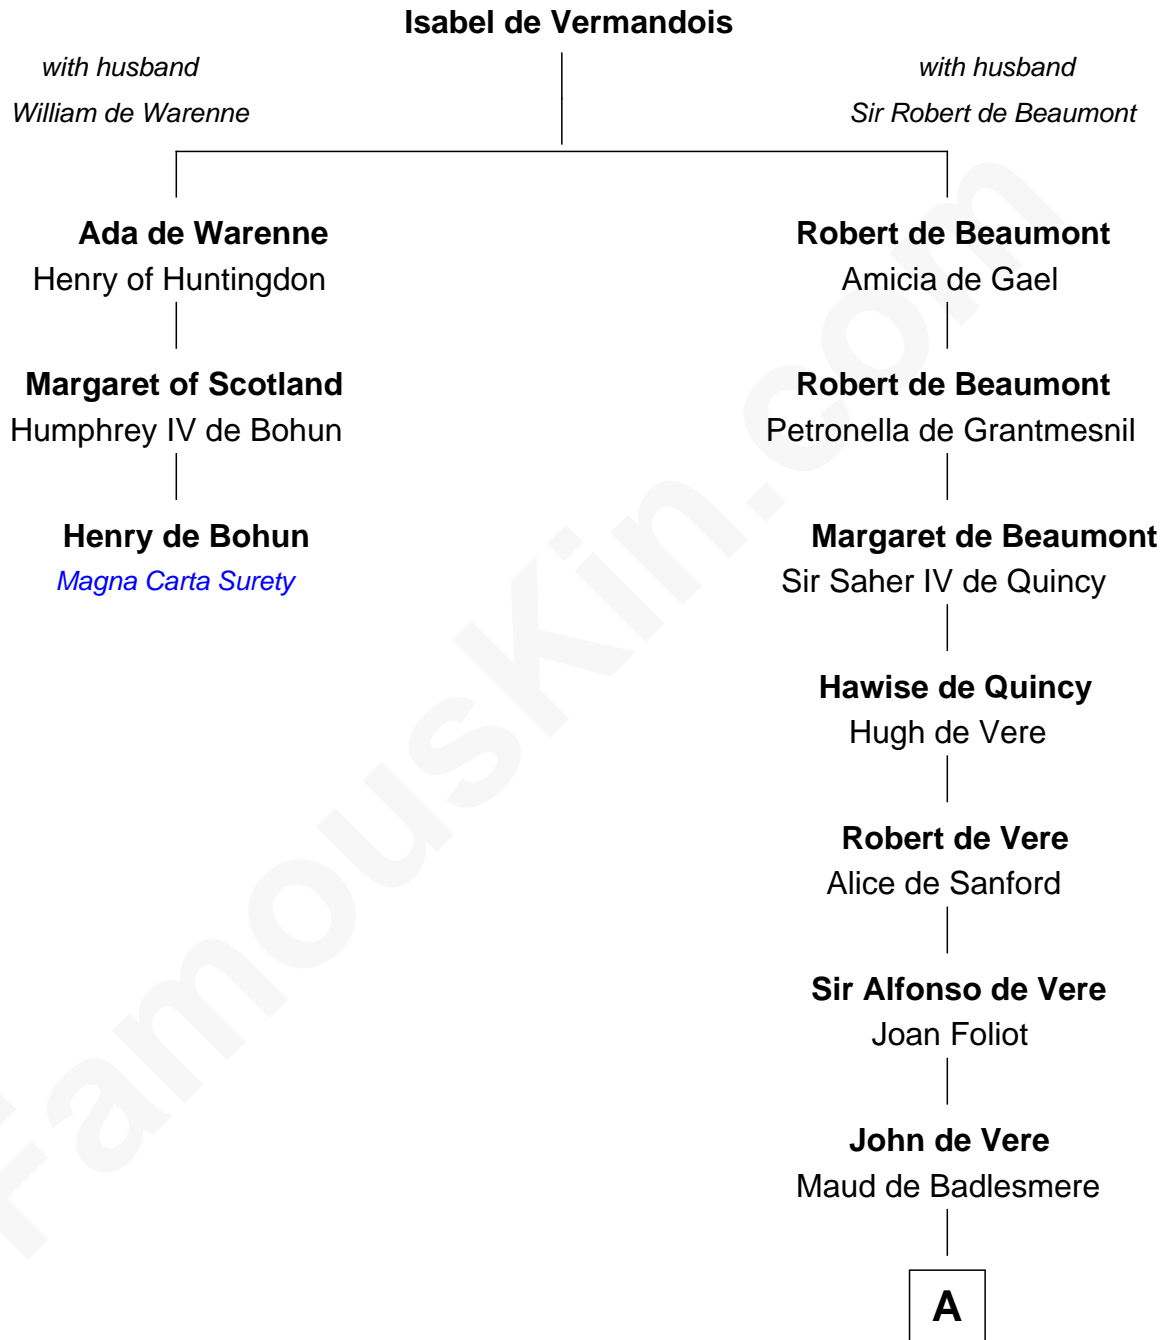 Isabel de Vermandois
with husband
William de Warenne
with husband
Sir Robert de Beaumont
Ada de Warenne
Henry of Huntingdon
Margaret of Scotland
Humphrey IV de Bohun
Henry de Bohun
Magna Carta Surety
Robert de Beaumont
Amicia de Gael
Robert de Beaumont
Petronella de Grantmesnil
Margaret de Beaumont
Sir Saher IV de Quincy
Hawise de Quincy
Hugh de Vere
Robert de Vere
Alice de Sanford
Sir Alfonso de Vere
Joan Foliot
John de Vere
Maud de Badlesmere
A
FamousKin.com